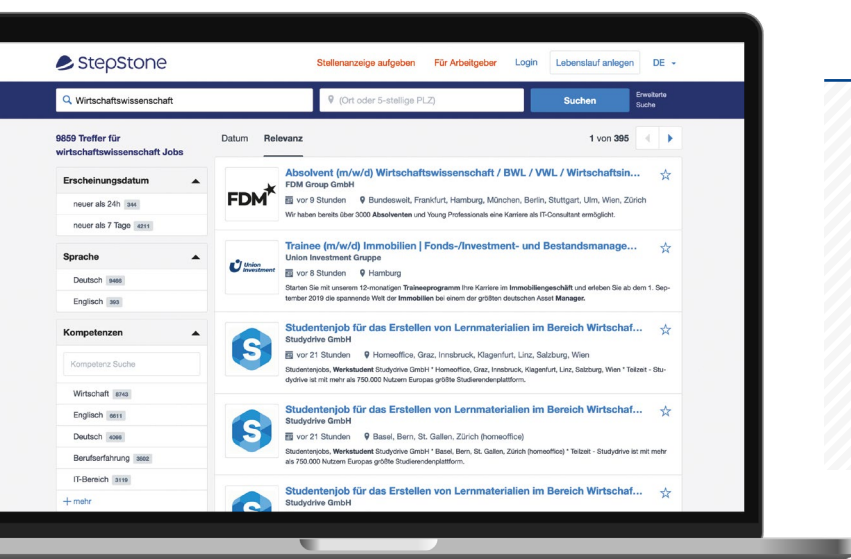 StepStone
Stellenanzeige aufgeben Für Arbeitgeber Login Lebenslauf anlegen DE
Wirtschaftswissenschaft (Ort oder 5-stellige PLZ) Suchen Erweiterte Suche
9859 Treffer für
wirtschaftswissenschaft Jobs
Datum Relevanz 1 von 395
Erscheinungsdatum
neuer als 24h 344
neuer als 7 Tage 4211
Sprache
Deutsch 9466
Englisch 393
Kompetenzen
Kompetenz Suche
Wirtschaft 8743
Englisch 6611
Deutsch 4086
Berufserfahrung
IT-Bereich 3119
+ mehr
FDM
Absolvent (m/w/d) Wirtschaftswissenschaft / BWL / VWL / Wirtschaftsin...
FDM Group GmbH
vor 9 Stunden Bundesweit, Frankfurt, Hamburg, München, Berlin, Stuttgart, Ulm, Wien, Zürich
Wir haben bereits über 3000 Absolventen und Young Professionals eine Karriere als IT-Consultant ermöglicht.
Union
Investment
Trainee (m/w/d) Immobilien | Fonds-/Investment- und Bestandsmanage...
Union Investment Gruppe
vor 8 Stunden Hamburg
Starten Sie mit unserem 12-monatigen Traineeprogramm Ihre Karriere im Immobiliengeschäft und erleben Sie ab dem 1. Sep-
tember 2019 die spannende Welt der Immobilien bei einem der größten deutschen Asset Manager.
S
Studentenjob für das Erstellen von Lernmaterialien im Bereich Wirtschaf...
Studydrive GmbH
vor 21 Stunden Homeoffice, Graz, Innsbruck, Klagenfurt, Linz, Salzburg, Wien
Studentenjobs, Werkstudent Studydrive GmbH * Homeoffice, Graz, Innsbruck, Klagenfurt, Linz, Salzburg, Wien * Teilzeit - Stu-
dydrive ist mit mehr als 750.000 Nutzern Europas größte Studierendenplattform.
S
Studentenjob für das Erstellen von Lernmaterialien im Bereich Wirtschaf...
Studydrive GmbH
vor 21 Stunden Basel, Bern, St. Gallen, Zürich (homeoffice)
Studentenjobs, Werkstudent Studydrive GmbH * Basel, Bern, St. Gallen, Zürich (homeoffice) * Teilzeit - Studydrive ist mit mehr
als 750.000 Nutzern Europas größte Studierendenplattform.
Studentenjob für das Erstellen von Lernmaterialien im Bereich Wirtschaf...
Studydrive GmbH